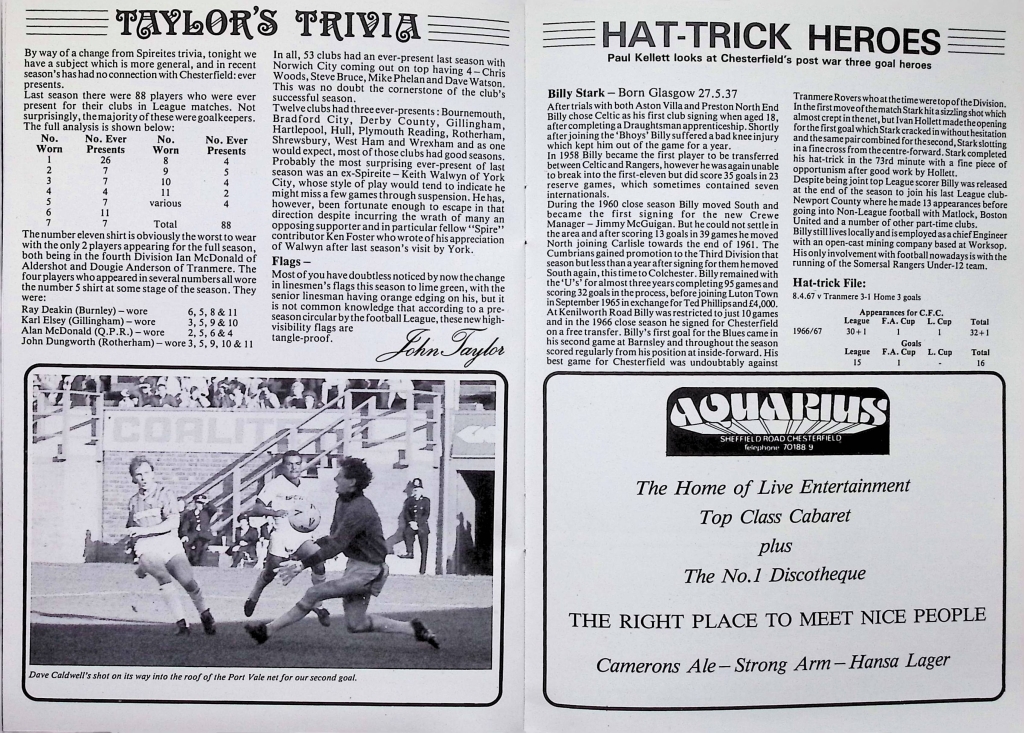 TAYLOR'S TRIVIA
By way of a change from Spireites trivia, tonight we
have a subject which is more general, and in recent
season's has had no connection with Chesterfield: ever
presents.
Last season there were 88 players who were ever
present for their clubs in League matches. Not
surprisingly, the majority of these were goalkeepers.
The full analysis is shown below:
No. No. Ever No. No. Ever
Worn Presents Worn Presents
1 26 8 4
2 7 9 5
3 7 10 4
4 4 11 2
5 7 various 4
6 11
7 7 Total 88
The number eleven shirt is obviously the worst to wear
with the only 2 players appearing for the full season,
both being in the fourth Division Ian McDonald of
Aldershot and Dougie Anderson of Tranmere. The
four players who appeared in several numbers all wore
the number 5 shirt at some stage of the season. They
were:
Ray Deakin (Burnley) – wore 6, 5, 8 & 11
Karl Elsey (Gillingham) – wore 3, 5, 9 & 10
Alan McDonald (Q.P.R.) – wore 2, 5, 6 & 4
John Dungworth (Rotherham) – wore 3, 5, 9, 10 & 11
In all, 53 clubs had an ever-present last season with
Norwich City coming out on top having 4 – Chris
Woods, Steve Bruce, Mike Phelan and Dave Watson.
This was no doubt the cornerstone of the club's
successful season.
Twelve clubs had three ever-presents : Bournemouth,
Bradford City, Derby County, Gillingham,
Hartlepool, Hull, Plymouth Reading, Rotherham,
Shrewsbury, West Ham and Wrexham and as one
would expect, most of those clubs had good seasons.
Probably the most surprising ever-present of last
season was an ex-Spireite – Keith Walwyn of York
City, whose style of play would tend to indicate he
might miss a few games through suspension. He has,
however, been fortunate enough to escape in that
direction despite incurring the wrath of many an
opposing supporter and in particular fellow "Spire"
contributor Ken Foster who wrote of his appreciation
of Walwyn after last season's visit by York.
Flags –
Most of you have doubtless noticed by now the change
in linesmen's flags this season to lime green, with the
senior linesman having orange edging on his, but it
is not common knowledge that according to a pre-
season circular by the football League, these new high-
visibility flags are
tangle-proof.
John Taylor
COALITE
Dave Caldwell's shot on its way into the roof of the Port Vale net for our second goal.
HAT-TRICK HEROES
Paul Kellett looks at Chesterfield's post war three goal heroes
Billy Stark – Born Glasgow 27.5.37
After trials with both Aston Villa and Preston North End
Billy chose Celtic as his first club signing when aged 18,
after completing a Draughtsman apprenticeship. Shortly
after joining the 'Bhoys' Billy suffered a bad knee injury
which kept him out of the game for a year.
In 1958 Billy became the first player to be transferred
between Celtic and Rangers, however he was again unable
to break into the first-eleven but did score 35 goals in 23
reserve games, which sometimes contained seven
internationals.
During the 1960 close season Billy moved South and
became the first signing for the new Crewe
Manager – Jimmy McGuigan. But he could not settle in
the area and after scoring 13 goals in 39 games he moved
North joining Carlisle towards the end of 1961. The
Cumbrians gained promotion to the Third Division that
season but less than a year after signing for them he moved
South again, this time to Colchester. Billy remained with
the 'U's' for almost three years completing 95 games and
scoring 32 goals in the process, before joining Luton Town
in September 1965 in exchange for Ted Phillips and £4,000.
At Kenilworth Road Billy was restricted to just 10 games
and in the 1966 close season he signed for Chesterfield
on a free transfer. Billy's first goal for the Blues came in
his second game at Barnsley and throughout the season
scored regularly from his position at inside-forward. His
best game for Chesterfield was undoubtably against
Tranmere Rovers who at the time were top of the Division.
In the first move of the match Stark hit a sizzling shot which
almost crept in the net, but Ivan Hollett made the opening
for the first goal which Stark cracked in without hesitation
and the same pair combined for the second, Stark slotting
in a fine cross from the centre-forward. Stark completed
his hat-trick in the 73rd minute with a fine piece of
opportunism after good work by Hollett.
Despite being joint top League scorer Billy was released
at the end of the season to join his last League club-
Newport County where he made 13 appearances before
going into Non-League football with Matlock, Boston
United and a number of other part-time clubs.
Billy still lives locally and is employed as a chief Engineer
with an open-cast mining company based at Worksop.
His only involvement with football nowadays is with the
running of the Somersal Rangers Under-12 team.
Hat-trick File:
8.4.67 v Tranmere 3-1 Home 3 goals
Appearances for C.F.C.
League F.A. Cup L. Cup Total
1966/67 30+1 1 1 32+1
Goals
League F.A. Cup L. Cup Total
15 1 - 16
AQUARIUS
SHEFFIELD ROAD CHESTERFIELD
Telephone 70188 9
The Home of Live Entertainment
Top Class Cabaret
plus
The No.1 Discotheque
THE RIGHT PLACE TO MEET NICE PEOPLE
Camerons Ale – Strong Arm – Hansa Lager